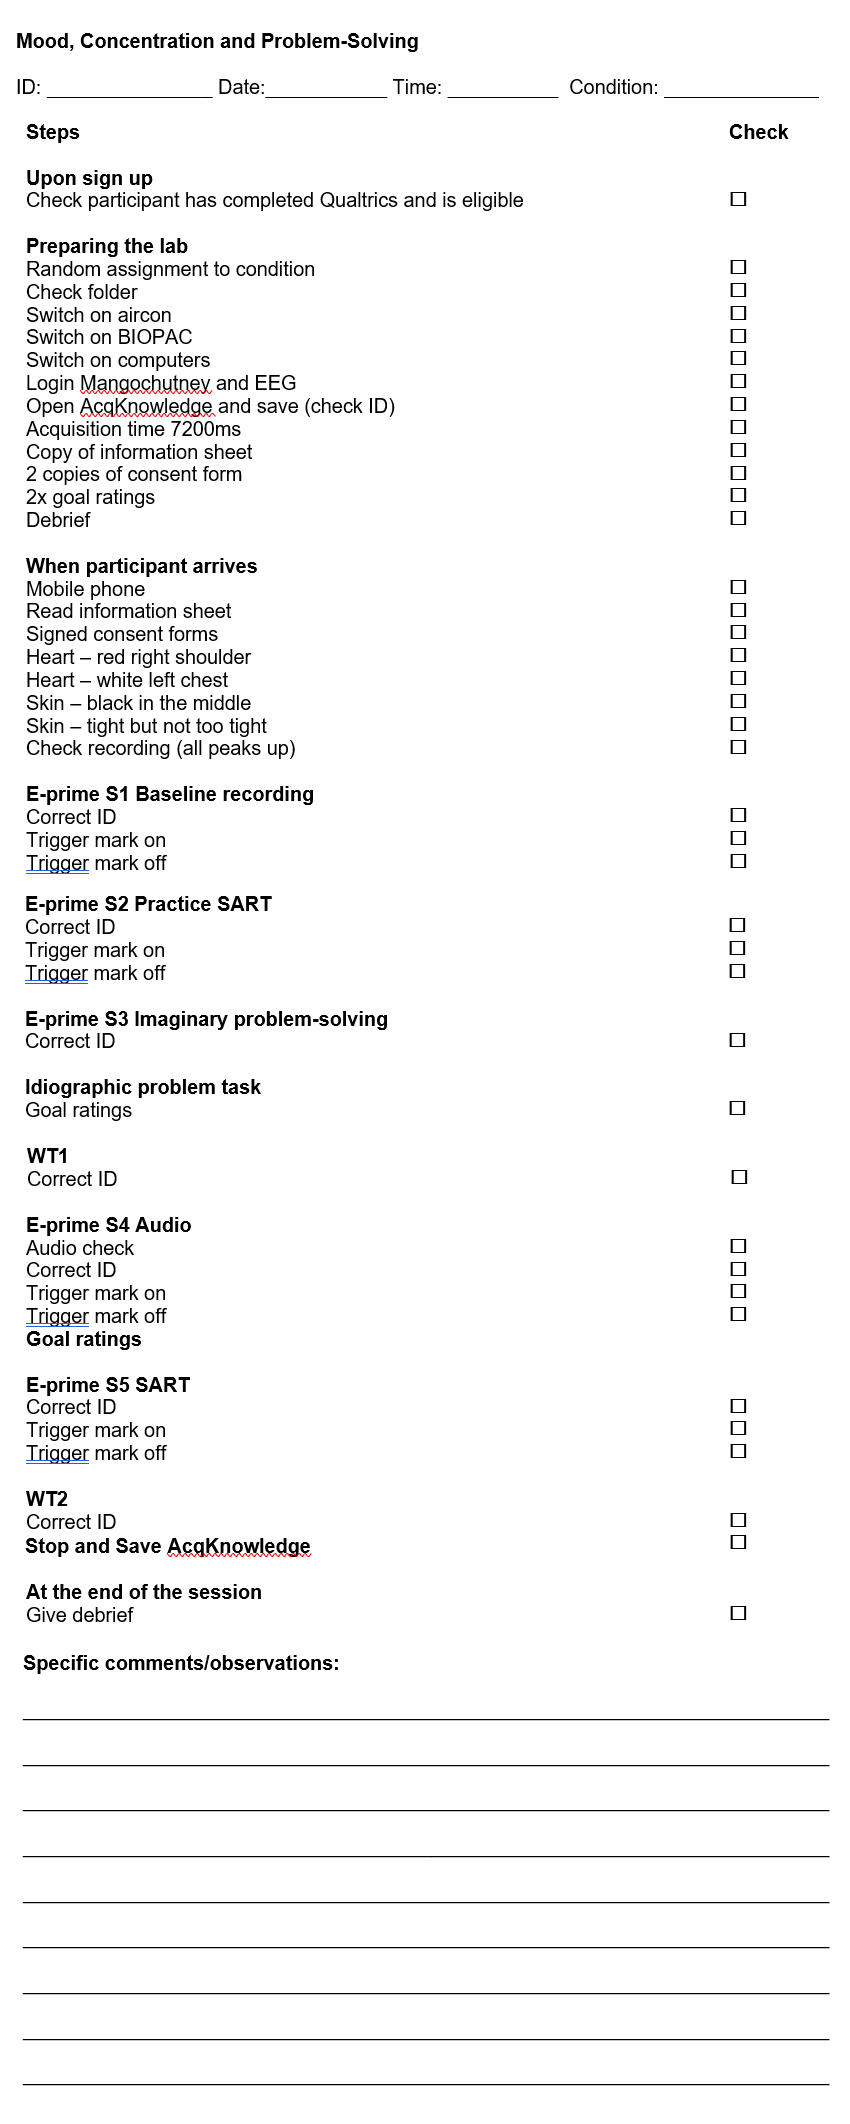 Mood, Concentration and Problem-Solving
ID: _______________ Date:___________ Time: __________ Condition: ______________
Steps Check
Upon sign up
Check participant has completed Qualtrics and is eligible ☐
Preparing the lab
Random assignment to condition ☐
Check folder ☐
Switch on aircon ☐
Switch on BIOPAC ☐
Switch on computers ☐
Login Mangochutney and EEG ☐
Open AcqKnowledge and save (check ID) ☐
Acquisition time 7200ms ☐
Copy of information sheet ☐
2 copies of consent form ☐
2x goal ratings ☐
Debrief ☐
When participant arrives
Mobile phone ☐
Read information sheet ☐
Signed consent forms ☐
Heart – red right shoulder ☐
Heart – white left chest ☐
Skin – black in the middle ☐
Skin – tight but not too tight ☐
Check recording (all peaks up) ☐
E-prime S1 Baseline recording
Correct ID ☐
Trigger mark on ☐
Trigger mark off ☐
E-prime S2 Practice SART
Correct ID ☐
Trigger mark on ☐
Trigger mark off ☐
E-prime S3 Imaginary problem-solving
Correct ID ☐
Idiographic problem task
Goal ratings ☐
WT1
Correct ID ☐
E-prime S4 Audio
Audio check ☐
Correct ID ☐
Trigger mark on ☐
Trigger mark off ☐
Goal ratings
E-prime S5 SART
Correct ID ☐
Trigger mark on ☐
Trigger mark off ☐
WT2
Correct ID ☐
Stop and Save AcqKnowledge ☐
At the end of the session
Give debrief ☐
Specific comments/observations: